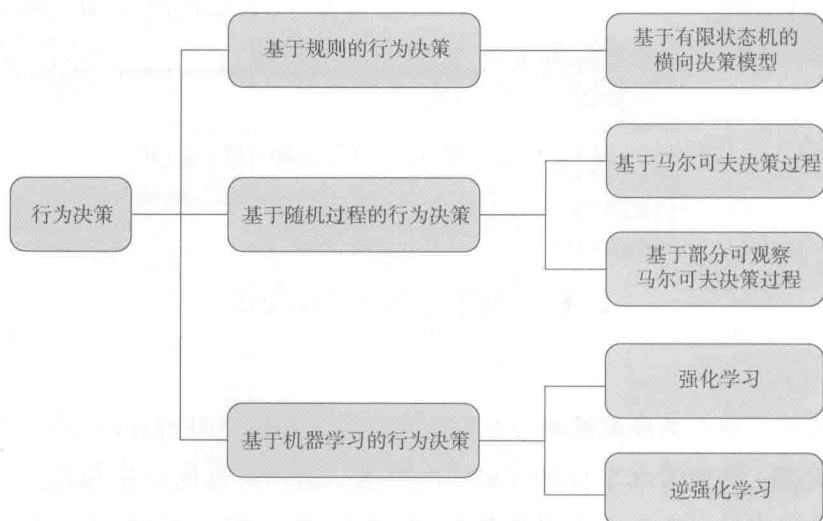 行为决策
基于规则的行为决策
基于有限状态机的
横向决策模型
基于随机过程的行为决策
基于马尔可夫决策过程
基于部分可观察
马尔可夫决策过程
基于机器学习的行为决策
强化学习
逆强化学习